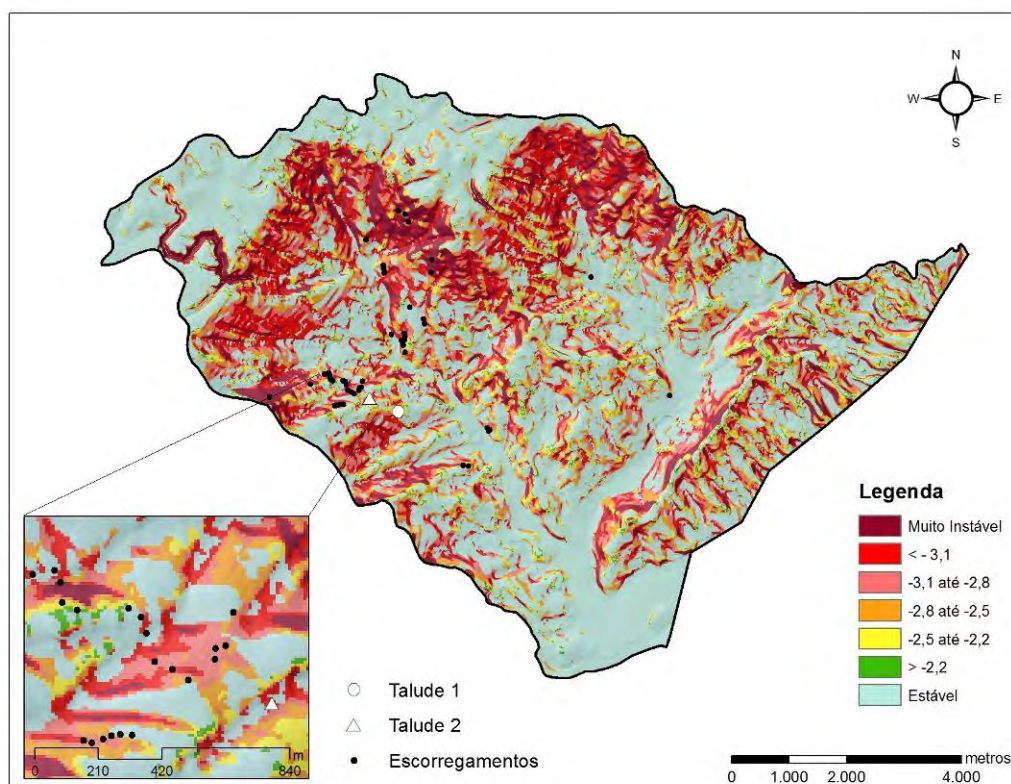 N
W E
S
Legenda
Muito Instável
< - 3,1
-3,1 até -2,8
-2,8 até -2,5
-2,5 até -2,2
> -2,2
Estável
Talude 1
Talude 2
Escorregamentos
m
0 210 420 840
metros
0 1.000 2.000 4.000